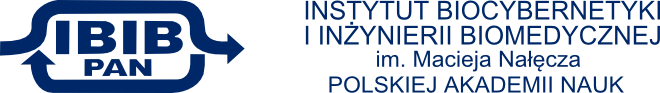 IBIB
PAN
INSTYTUT BIOCYBERNETYKI
I INŻYNIERII BIOMEDYCZNEJ
im. Macieja Nałęcza
POLSKIEJ AKADEMII NAUK